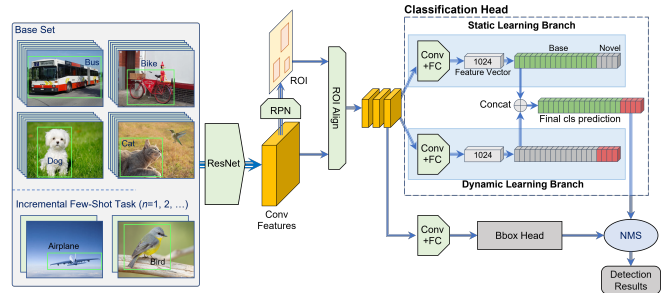 Base Set
Bus
Bike
Dog
Cat
Incremental Few-Shot Task (n=1, 2, …)
Airplane
Bird
ResNet
RPN
ROI
Conv
Features
ROI Align
Classification Head
Static Learning Branch
Conv
+FC
1024
Feature Vector
Base
Novel
Concat
Final cls prediction
Conv
+FC
1024
Dynamic Learning Branch
Conv
+FC
Bbox Head
NMS
Detection
Results